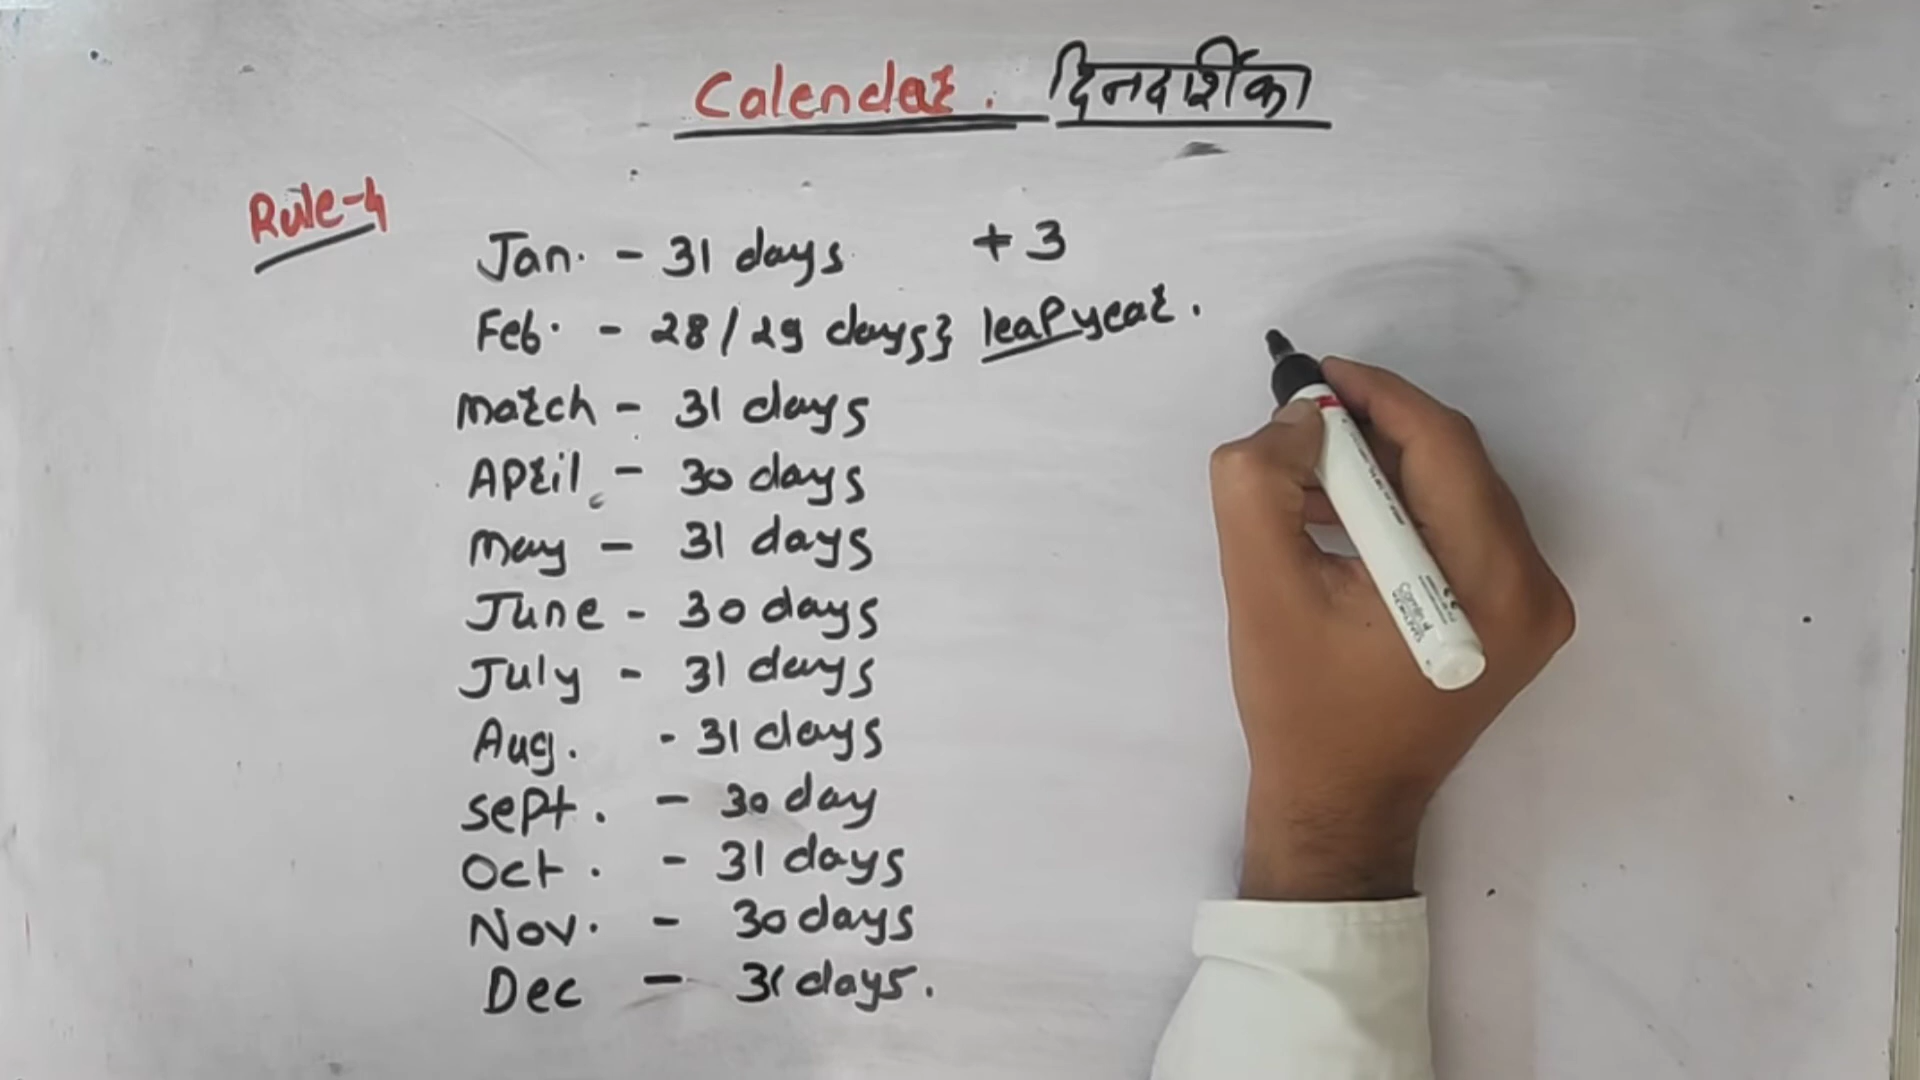 Calendar. दिनदर्शिका
Rule-4
Jan. - 31 days +3
Feb. - 28/29 days} leap year.
march - 31 days
April - 30 days
may - 31 days
June - 30 days
July - 31 days
Aug. - 31 days
sept. - 30 day
Oct. - 31 days
Nov. - 30 days
Dec - 31 days.